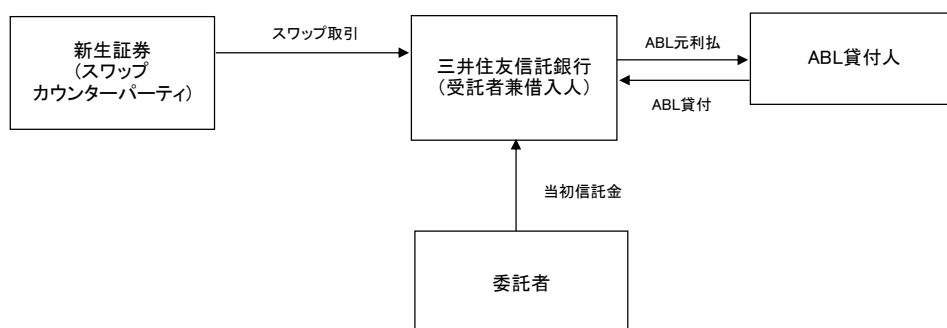 新生証券
(スワップ
カウンターパーティ)
スワップ取引
三井住友信託銀行
(受託者兼借入人)
ABL元利払
ABL貸付
ABL貸付人
当初信託金
委託者